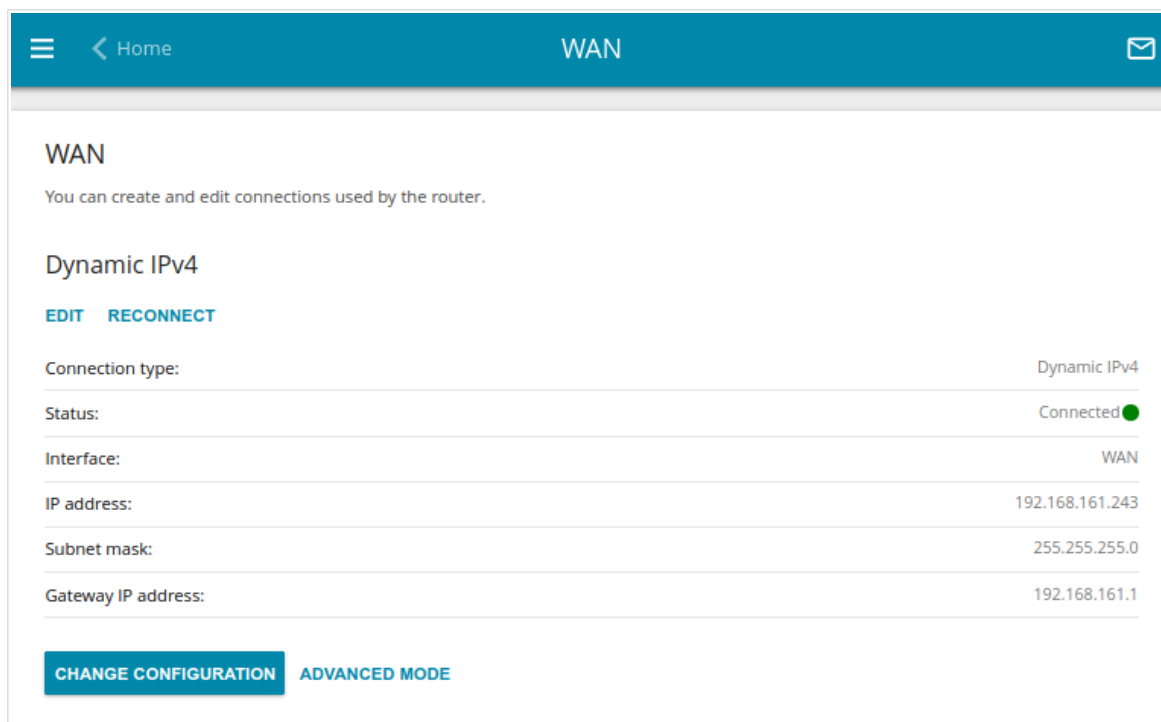 Home WAN
WAN
You can create and edit connections used by the router.
Dynamic IPv4
EDIT RECONNECT
Connection type: Dynamic IPv4
Status: Connected
Interface: WAN
IP address: 192.168.161.243
Subnet mask: 255.255.255.0
Gateway IP address: 192.168.161.1
CHANGE CONFIGURATION ADVANCED MODE